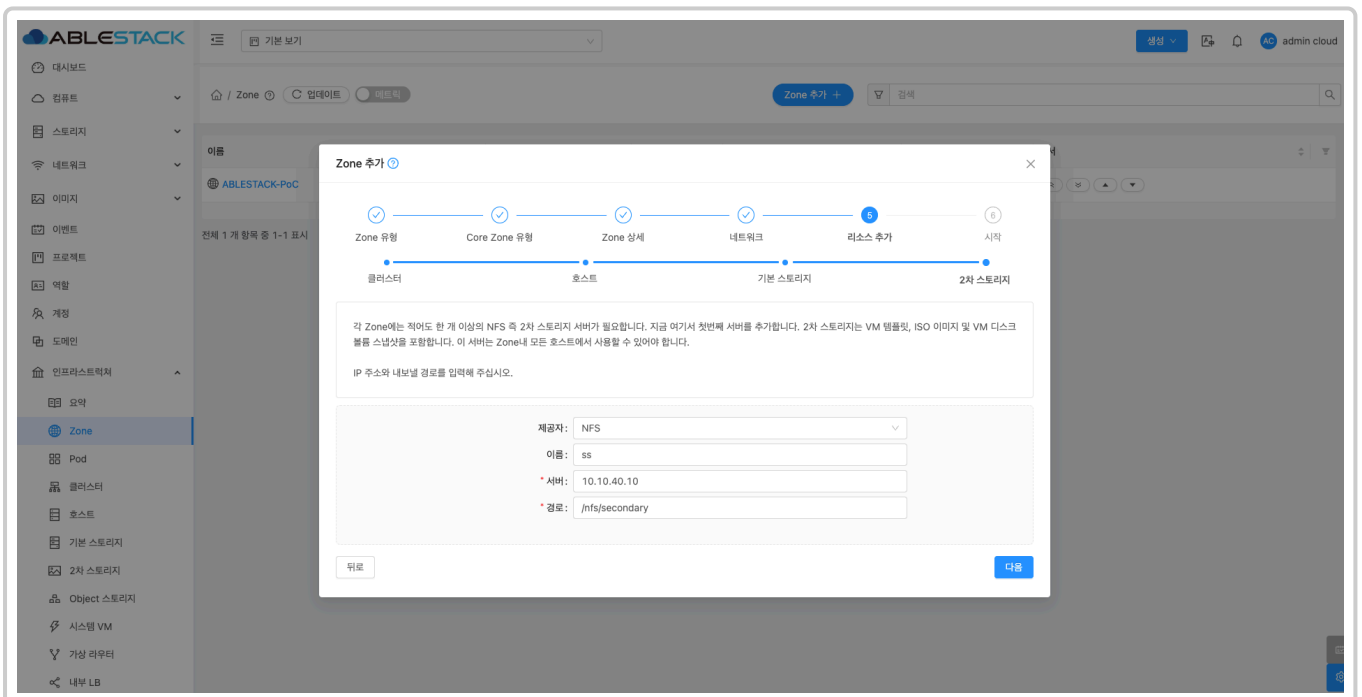 ABLESTACK
기본 보기
생성
AC
admin cloud
대시보드
컴퓨트
스토리지
네트워크
이미지
이벤트
프로젝트
역할
계정
도메인
인프라스트럭쳐
요약
Zone
Pod
클러스터
호스트
기본 스토리지
2차 스토리지
Object 스토리지
시스템 VM
가상 라우터
내부 LB
/ Zone
업데이트
메트릭
Zone 추가 +
검색
이름
ABLESTACK-PoC
전체 1 개 항목 중 1-1 표시
Zone 추가
5
6
Zone 유형
Core Zone 유형
Zone 상세
네트워크
리소스 추가
시작
클러스터
호스트
기본 스토리지
2차 스토리지
각 Zone에는 적어도 한 개 이상의 NFS 즉 2차 스토리지 서버가 필요합니다. 지금 여기서 첫번째 서버를 추가합니다. 2차 스토리지는 VM 템플릿, ISO 이미지 및 VM 디스크
볼륨 스냅샷을 포함합니다. 이 서버는 Zone내 모든 호스트에서 사용할 수 있어야 합니다.
IP 주소와 내보낼 경로를 입력해 주십시오.
제공자: NFS
이름: ss
* 서버: 10.10.40.10
* 경로: /nfs/secondary
뒤로
다음